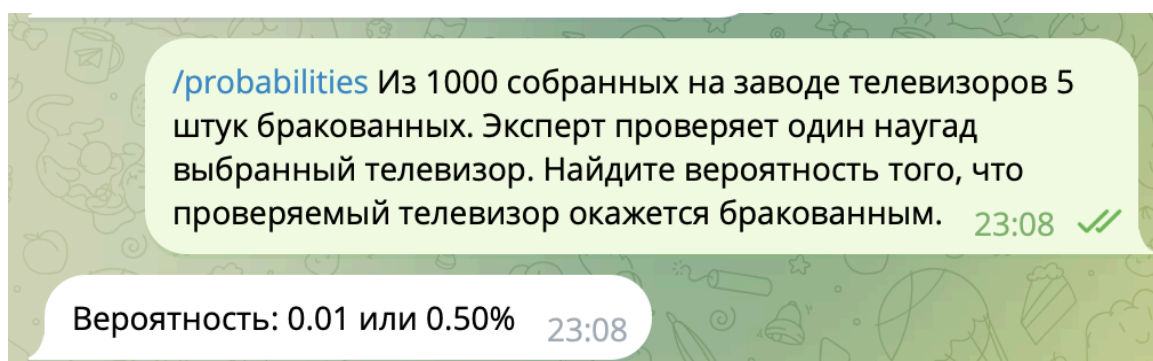 /probabilities Из 1000 собранных на заводе телевизоров 5
штук бракованных. Эксперт проверяет один наугад
выбранный телевизор. Найдите вероятность того, что
проверяемый телевизор окажется бракованным. 23:08
Вероятность: 0.01 или 0.50% 23:08